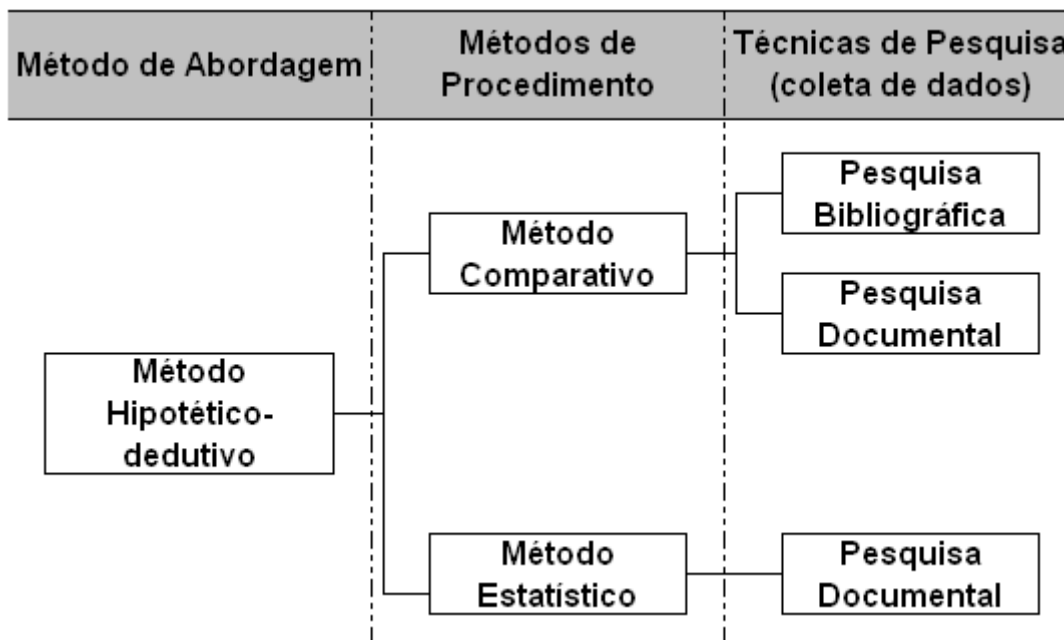 Método de Abordagem
Métodos de
Procedimento
Técnicas de Pesquisa
(coleta de dados)
Pesquisa
Bibliográfica
Método
Comparativo
Pesquisa
Documental
Método
Hipotético-
dedutivo
Método
Estatístico
Pesquisa
Documental